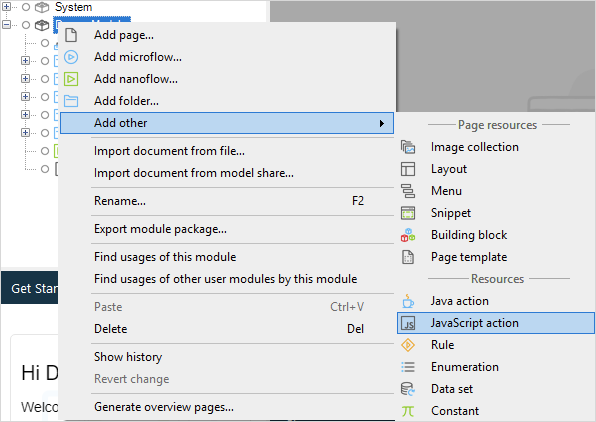 System
Add page...
Add microflow...
Add nanoflow...
Add folder...
Add other
Import document from file...
Import document from model share...
Rename... F2
Export module package...
Find usages of this module
Find usages of other user modules by this module
Paste Ctrl+V
Delete Del
Show history
Revert change
Generate overview pages...
Page resources
Image collection
Layout
Menu
Snippet
Building block
Page template
Resources
Java action
JS JavaScript action
Rule
Enumeration
Data set
Constant
Get Star
Hi D
Welco